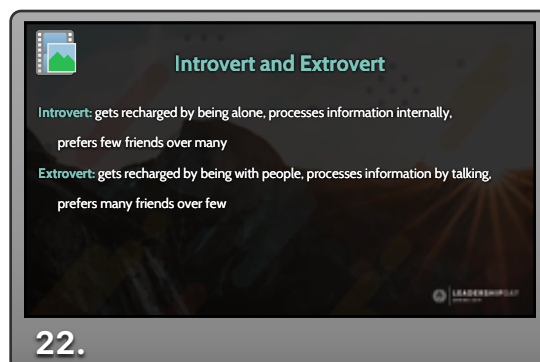 Introvert and Extrovert
Introvert: gets recharged by being alone, processes information internally,
prefers few friends over many
Extrovert: gets recharged by being with people, processes information by talking,
prefers many friends over few
LEADERSHIP
22.